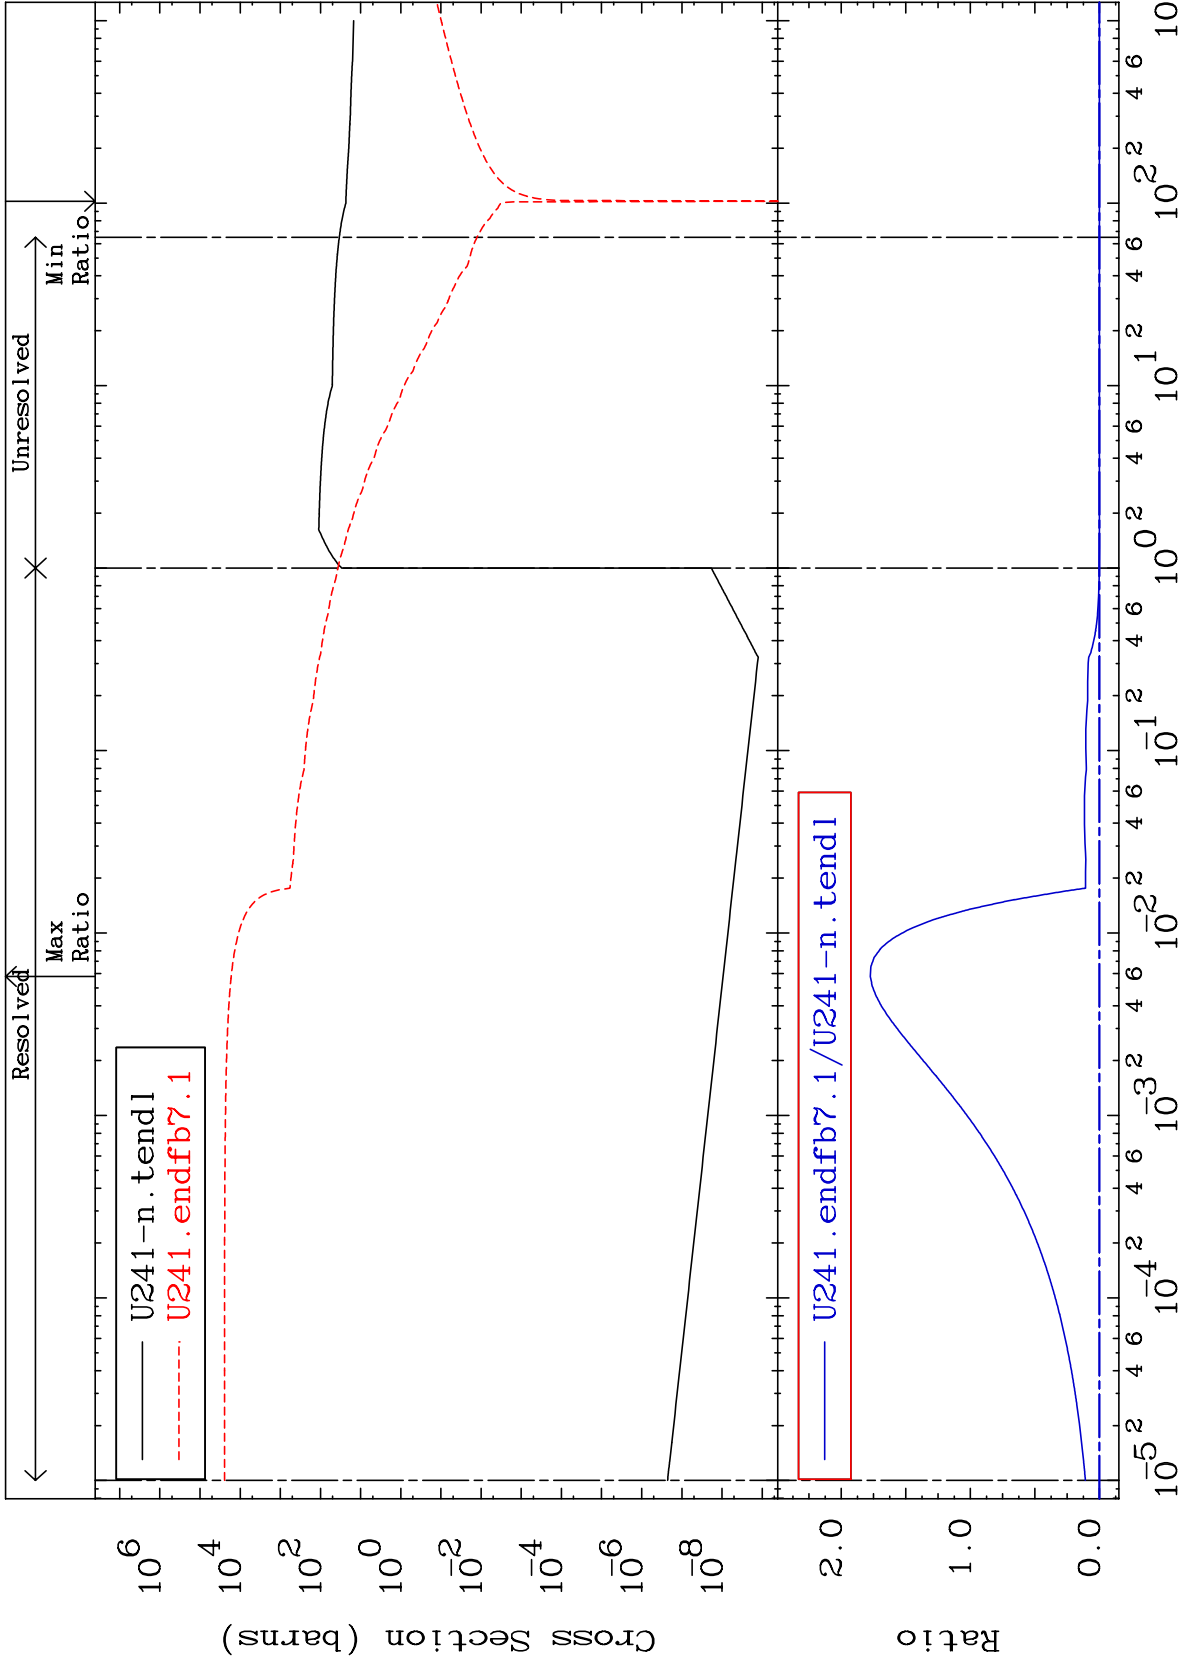 Resolved
Unresolved
Max
Ratio
Min
Ratio
U241-n.tendl
U241.endfb7.1
10^6
10^4
10^2
10^0
10^-2
10^-4
10^-6
10^-8
Cross Section (barns)
U241.endfb7.1/U241-n.tendl
2.0
1.0
0.0
Ratio
10^-5 2 4 6 10^-4 2 4 6 10^-3 2 4 6 10^-2 2 4 6 10^-1 2 4 6 10^0 2 4 6 10^1 2 4 6 10^2 2 4 6 10